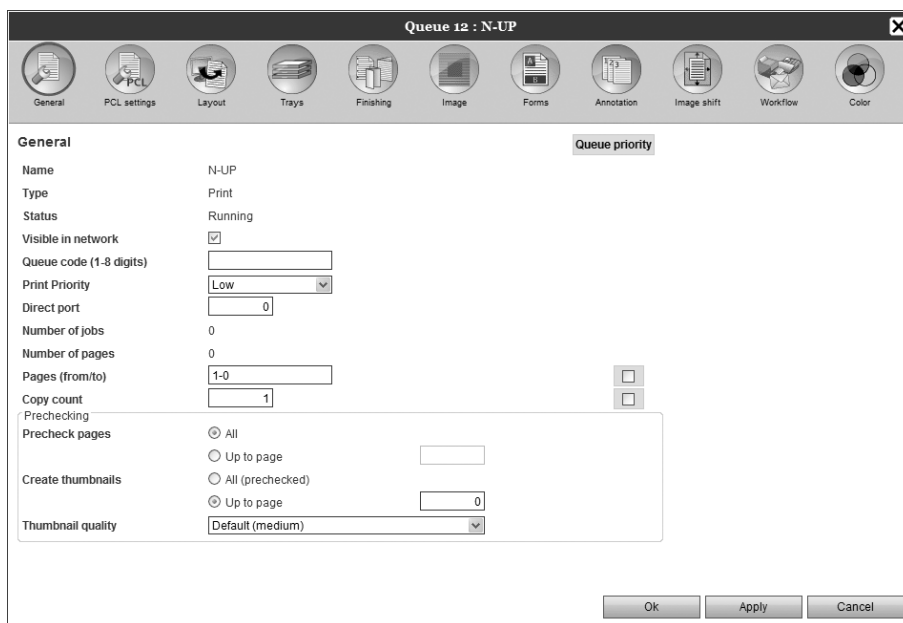 Queue 12 : N-UP
General PCL settings Layout Trays Finishing Image Forms Annotation Image shift Workflow Color
General Queue priority
Name N-UP
Type Print
Status Running
Visible in network
Queue code (1-8 digits)
Print Priority Low
Direct port 0
Number of jobs 0
Number of pages 0
Pages (from/to) 1-0
Copy count 1
Prechecking
Precheck pages All
Up to page
Create thumbnails All (prechecked)
Up to page 0
Thumbnail quality Default (medium)
Ok Apply Cancel